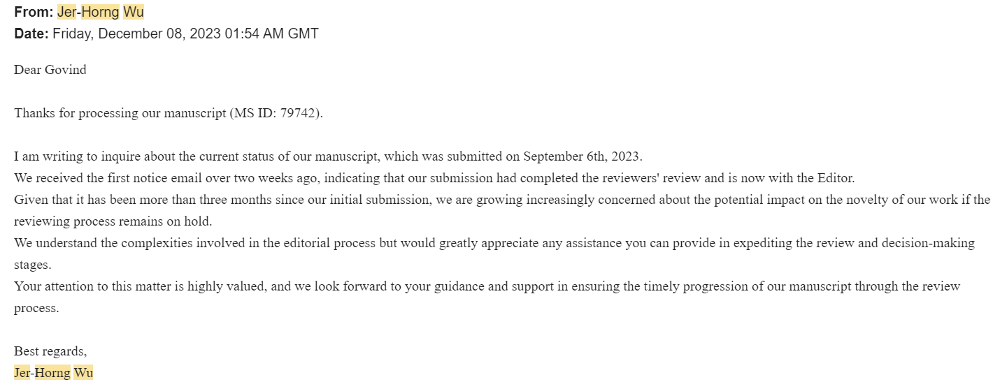 From: Jer-Horng Wu
Date: Friday, December 08, 2023 01:54 AM GMT
Dear Govind
Thanks for processing our manuscript (MS ID: 79742).
I am writing to inquire about the current status of our manuscript, which was submitted on September 6th, 2023.
We received the first notice email over two weeks ago, indicating that our submission had completed the reviewers' review and is now with the Editor.
Given that it has been more than three months since our initial submission, we are growing increasingly concerned about the potential impact on the novelty of our work if the
reviewing process remains on hold.
We understand the complexities involved in the editorial process but would greatly appreciate any assistance you can provide in expediting the review and decision-making
stages.
Your attention to this matter is highly valued, and we look forward to your guidance and support in ensuring the timely progression of our manuscript through the review
process.
Best regards,
Jer-Horng Wu